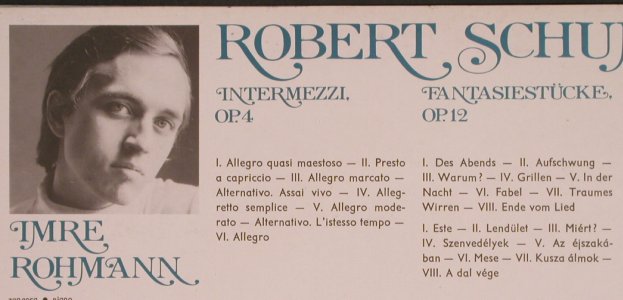 ROBERT SCHU
INTERMEZZI,
OP. 4
I. Allegro quasi maestoso — II. Presto
a capriccio — III. Allegro marcato —
Alternativo. Assai vivo — IV. Alleg-
retto semplice — V. Allegro mode-
rato — Alternativo. L'istesso tempo —
VI. Allegro
FANTASIESTÜCKE,
OP. 12
I. Des Abends — II. Aufschwung —
III. Warum? — IV. Grillen — V. In der
Nacht — VI. Fabel — VII. Traumes
Wirren — VIII. Ende vom Lied
I. Este — II. Lendület — III. Miért? —
IV. Szenvedélyek — V. Az éjszaká-
ban — VI. Mese — VII. Kusza álmok —
VIII. A dal vége
IMRE
ROHMANN
zongora ● piano